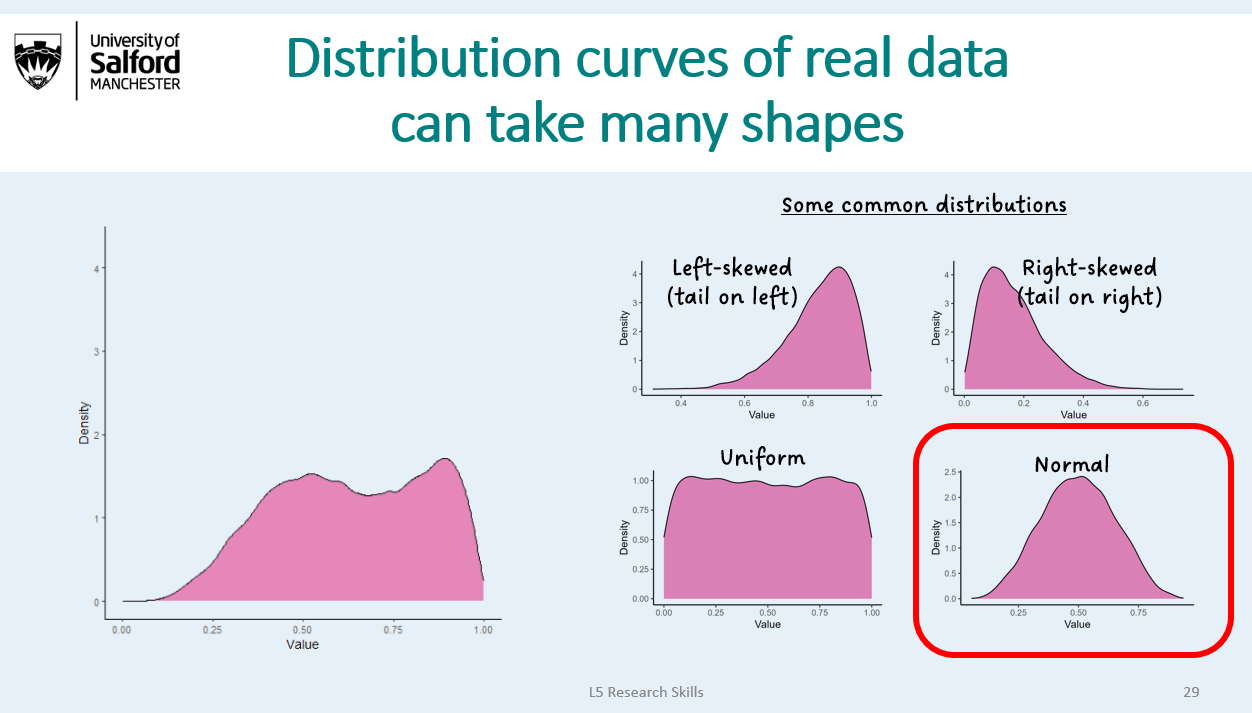 University of
Salford
MANCHESTER
Distribution curves of real data
can take many shapes
4
3
2
1
0
Density
0.00 0.25 0.50 0.75 1.00
Value
Some common distributions
Left-skewed
(tail on left)
4
3
2
1
0
Density
0.4 0.6 0.8 1.0
Value
Right-skewed
(tail on right)
4
3
2
1
0
Density
0.0 0.2 0.4 0.6
Value
Uniform
1.00
0.75
0.50
0.25
0.00
Density
0.00 0.25 0.50 0.75 1.00
Value
Normal
2.5
2.0
1.5
1.0
0.5
0.0
Density
0.25 0.50 0.75
Value
L5 Research Skills
29